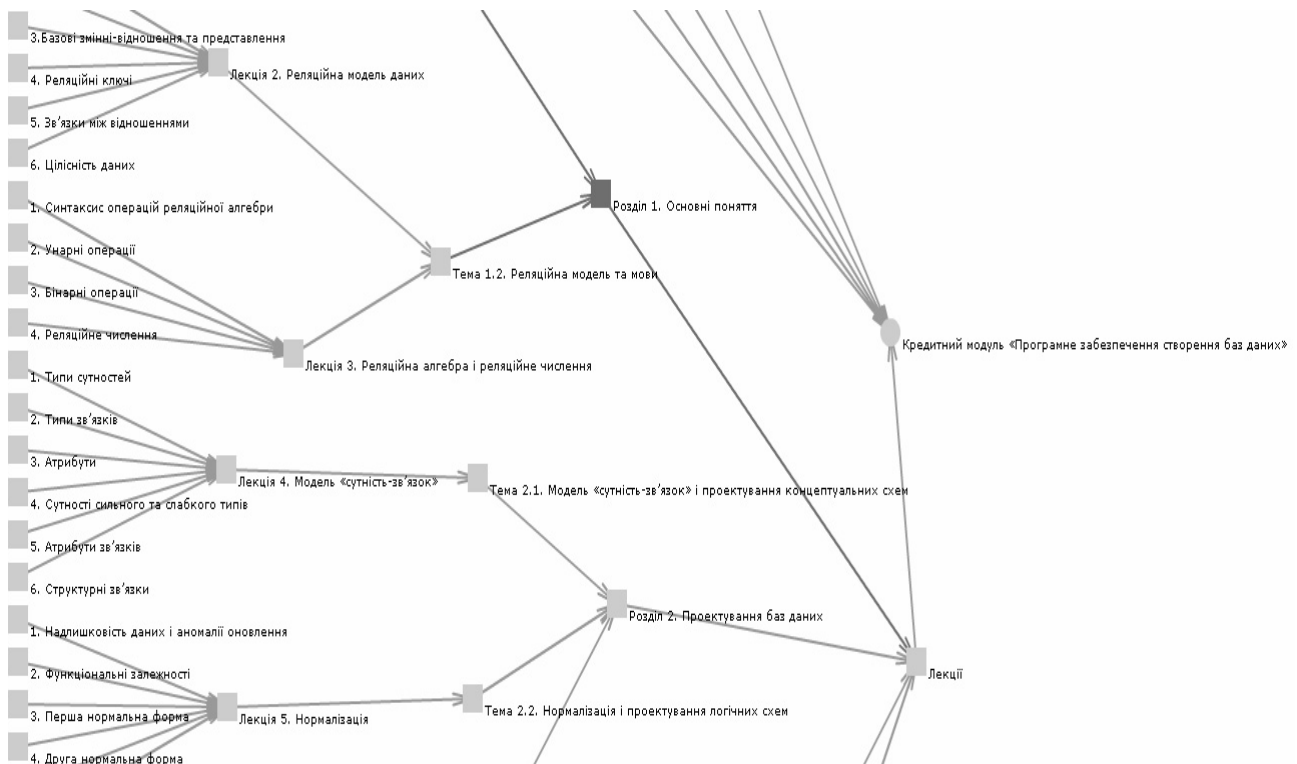 3.Базові змінні-відношення та представлення
Лекція 2. Реляційна модель даних
4. Реляційні ключі
5. Зв'язки між відношеннями
6. Цілісність даних
1. Синтаксис операцій реляційної алгебри
Розділ 1. Основні поняття
2. Унарні операції
Тема 1.2. Реляційна модель та мови
3. Бінарні операції
4. Реляційне числення
Кредитний модуль «Програмне забезпечення створення баз даних»
Лекція 3. Реляційна алгебра і реляційне числення
1. Типи сутностей
2. Типи зв'язків
3. Атрибути
Лекція 4. Модель «сутність-зв'язок»
Тема 2.1. Модель «сутність-зв'язок» і проектування концептуальних схем
4. Сутності сильного та слабкого типів
5. Атрибути зв'язків
6. Структурні зв'язки
Розділ 2. Проектування баз даних
1. Надлишковість даних і аномалії оновлення
2. Функціональні залежності
Лекції
3. Перша нормальна форма
Лекція 5. Нормалізація
Тема 2.2. Нормалізація і проектування логічних схем
4. Друга нормальна форма